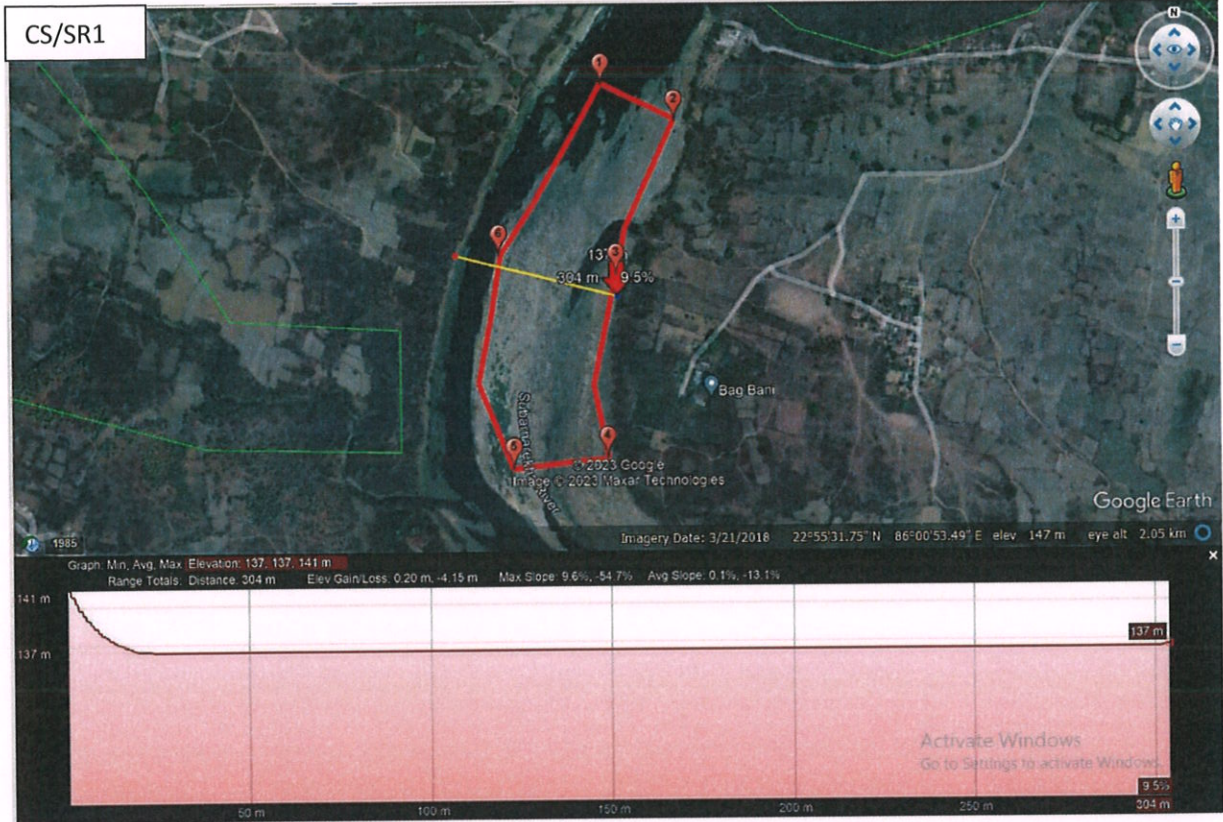 CS/SR1
N
1
2
6
137
3
304 m
9.5%
Bag Bani
5
4
© 2023 Google
Image © 2023 Maxar Technologies
River
Google Earth
1985
Imagery Date: 3/21/2018 22°55'31.75" N 86°00'53.49" E elev 147 m eye alt 2.05 km
Graph: Min, Avg, Max Elevation: 137, 137, 141 m
Range Totals: Distance: 304 m Elev Gain/Loss: 0.20 m, -4.15 m Max Slope: 9.6%, -54.7% Avg Slope: 0.1%, -13.1%
141 m
137 m
137 m
Activate Windows
Go to Settings to activate Windows.
9.5%
50 m 100 m 150 m 200 m 250 m 304 m